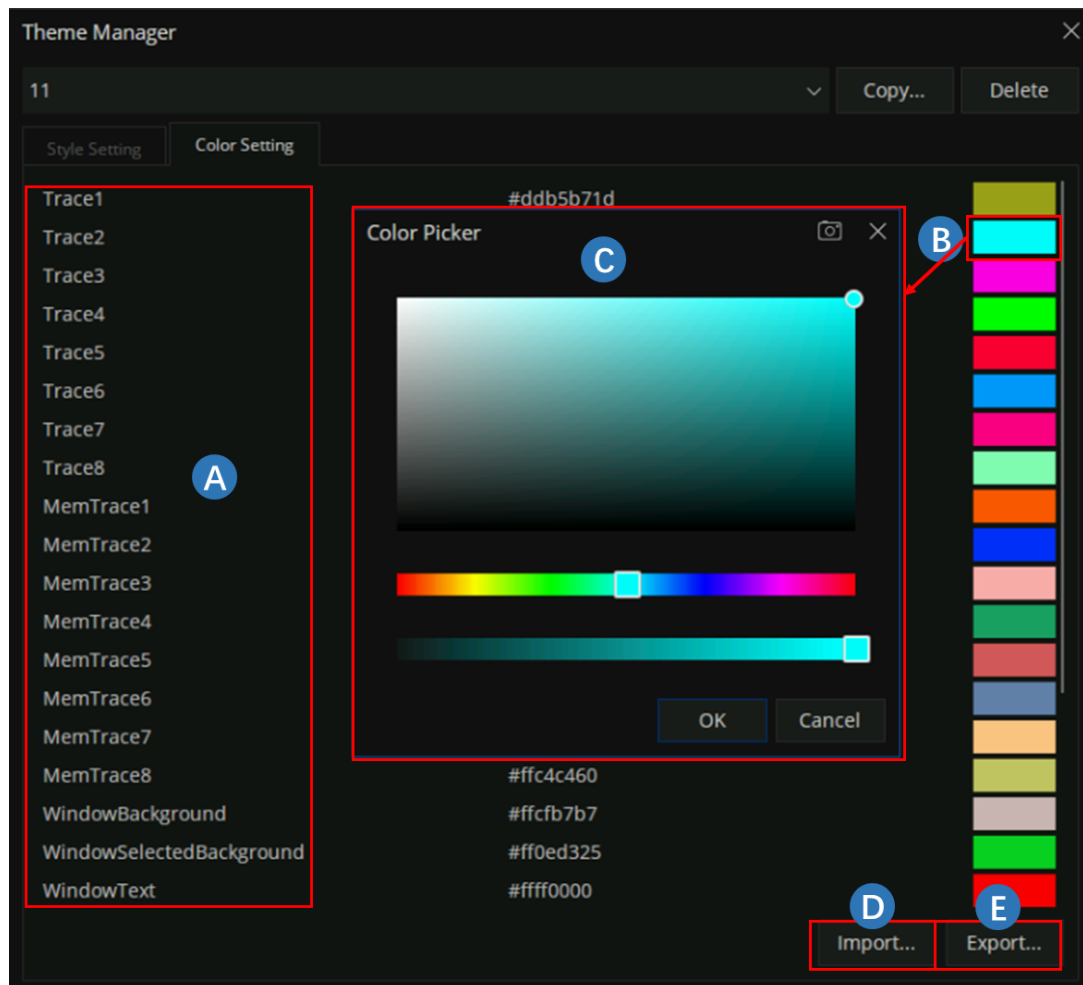 Theme Manager
11
Copy...
Delete
Style Setting
Color Setting
Trace1
#ddb5b71d
Trace2
Trace3
Trace4
Trace5
Trace6
Trace7
Trace8
MemTrace1
MemTrace2
MemTrace3
MemTrace4
MemTrace5
MemTrace6
MemTrace7
MemTrace8
#ffc4c460
WindowBackground
#ffcfb7b7
WindowSelectedBackground
#ff0ed325
WindowText
#ffff0000
A
Color Picker
C
OK
Cancel
B
D
E
Import...
Export...